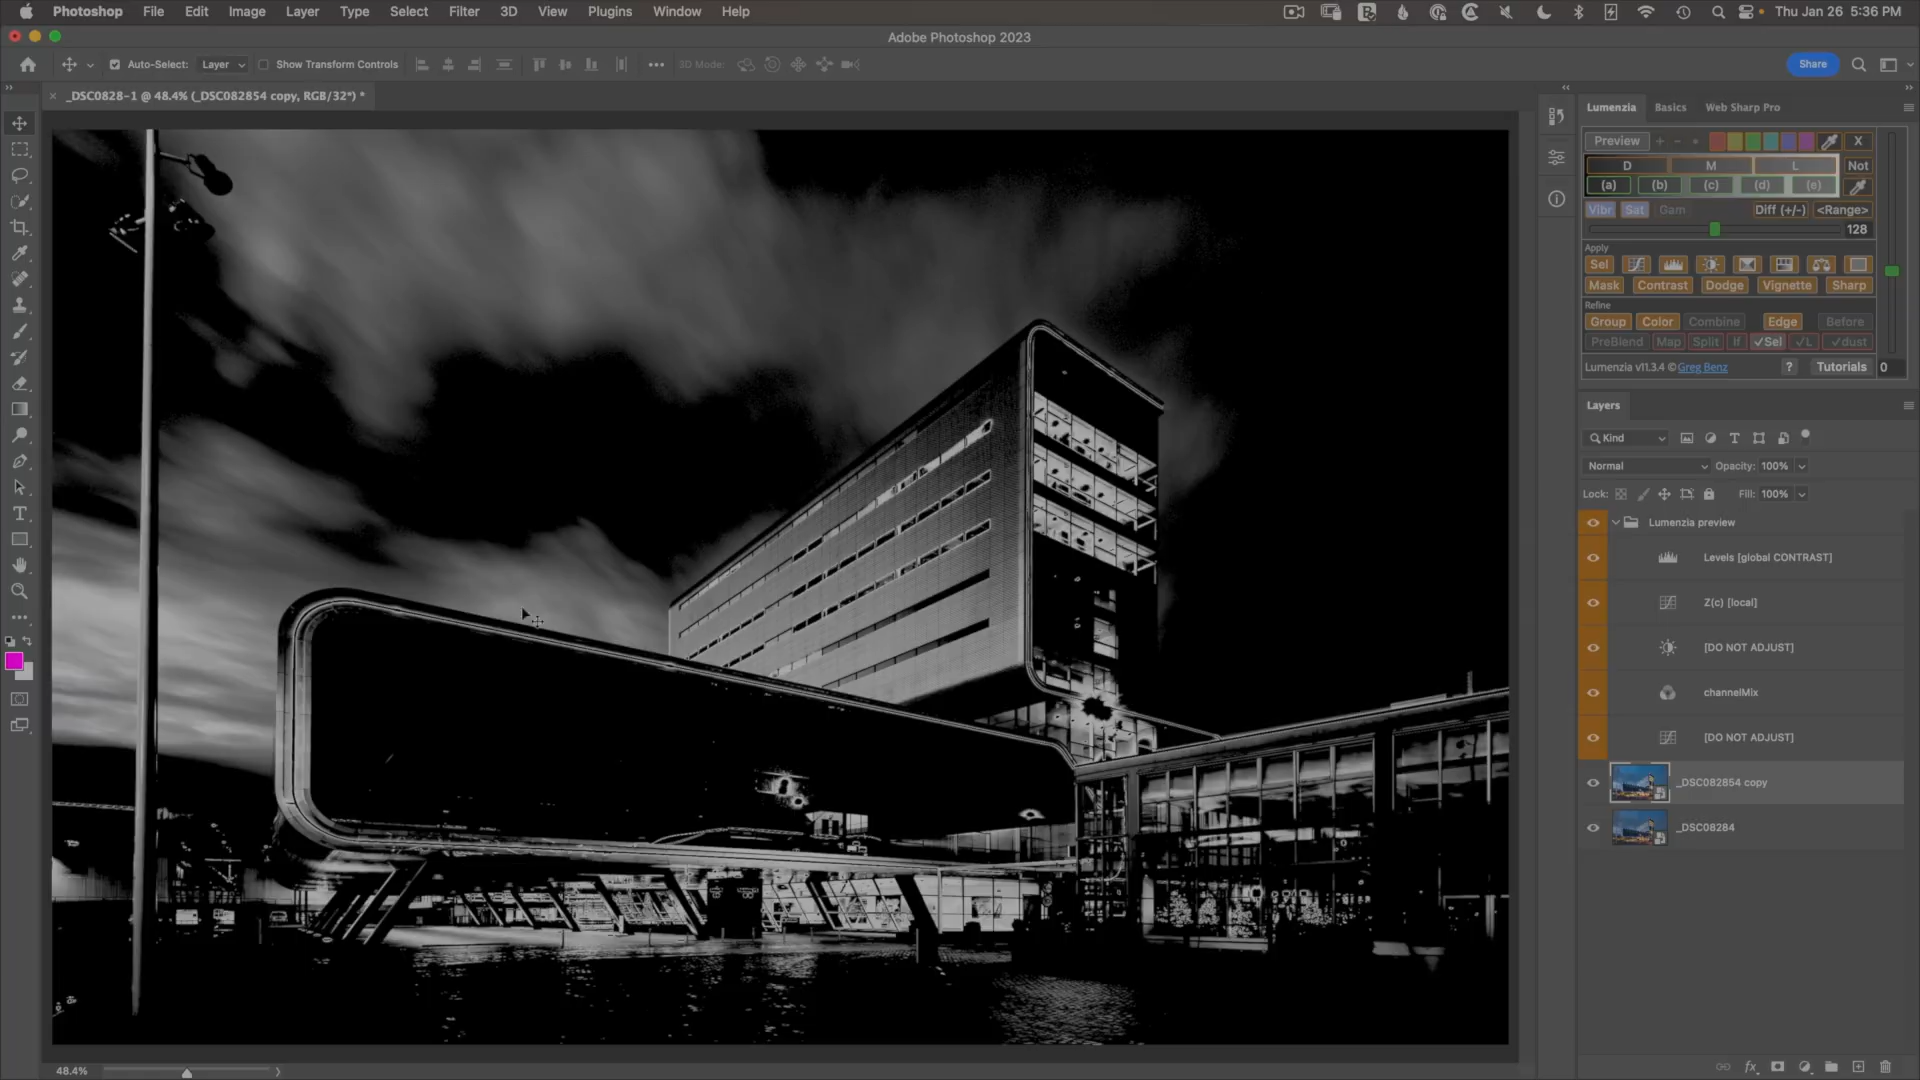 Photoshop File Edit Image Layer Type Select Filter 3D View Plugins Window Help Thu Jan 26 5:36 PM
Adobe Photoshop 2023
Auto-Select: Layer Show Transform Controls 3D Mode: Share
_DSC0828-1 @ 48.4% (_DSC082854 copy, RGB/32*) *
Lumenzia Basics Web Sharp Pro
Preview + - X
D M L Not
(a) (b) (c) (d) (e)
Vibr Sat Gam Diff (+/-) <Range>
128
Apply
Sel
Mask Contrast Dodge Vignette Sharp
Refine
Group Color Combine Edge Before
PreBlend Map Split If ✓Sel ✓L ✓dust
Lumenzia v11.3.4 © Greg Benz ? Tutorials 0
Layers
Kind
Normal Opacity: 100%
Lock: Fill: 100%
Lumenzia preview
Levels [global CONTRAST]
Z(c) [local]
[DO NOT ADJUST]
channelMix
[DO NOT ADJUST]
_DSC082854 copy
_DSC08284
48.4%